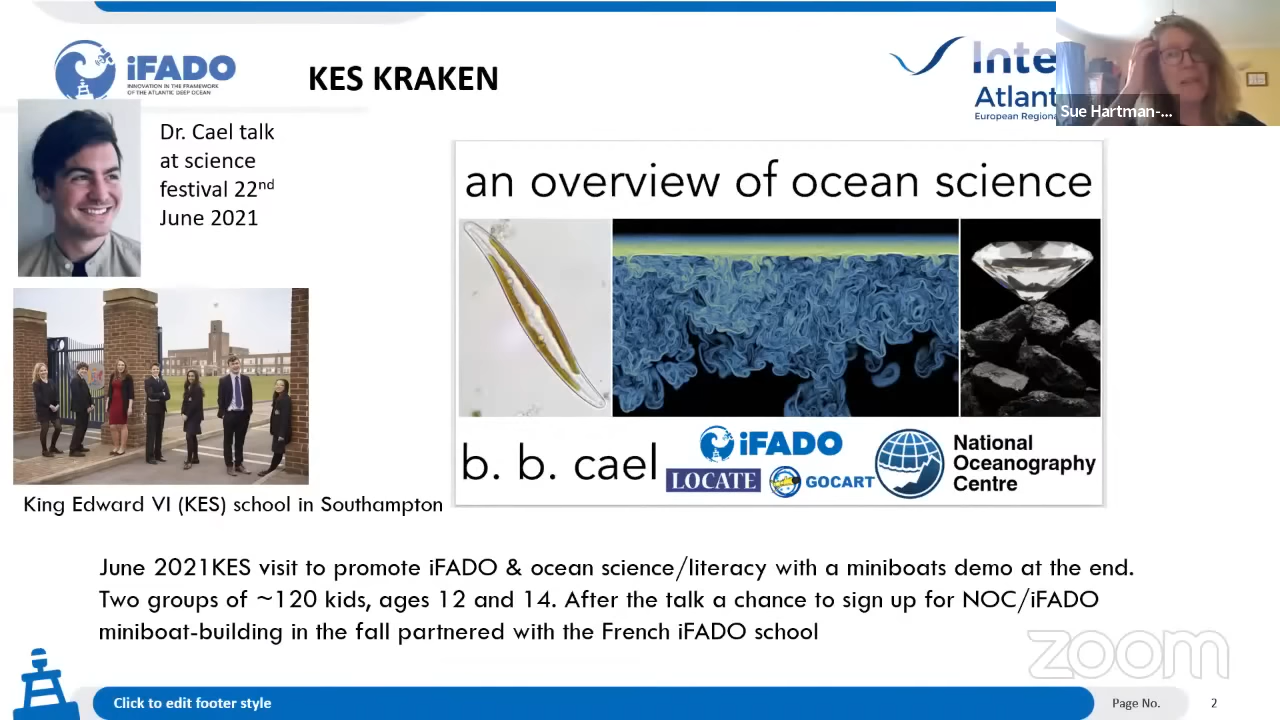 iFADO
INNOVATION IN THE FRAMEWORK
OF THE ATLANTIC DEEP OCEAN
KES KRAKEN
Inte
Atlant
European Regiona
Sue Hartman-...
Dr. Cael talk
at science
festival 22nd
June 2021
an overview of ocean science
b. b. cael
iFADO
LOCATE
GOCART
National
Oceanography
Centre
King Edward VI (KES) school in Southampton
June 2021KES visit to promote iFADO & ocean science/literacy with a miniboats demo at the end.
Two groups of ~120 kids, ages 12 and 14. After the talk a chance to sign up for NOC/iFADO
miniboat-building in the fall partnered with the French iFADO school
zoom
Click to edit footer style
Page No.
2